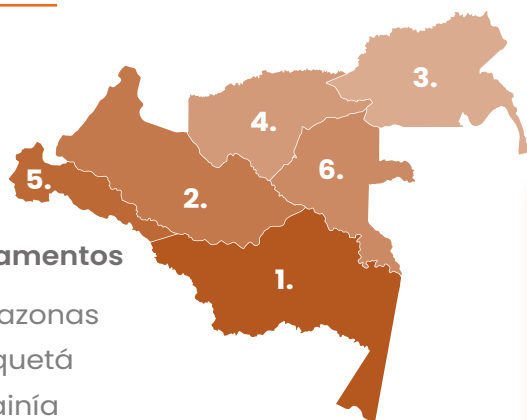 3.
4.
6.
5.
2.
amentos
1.
azonas
quetá
ainía